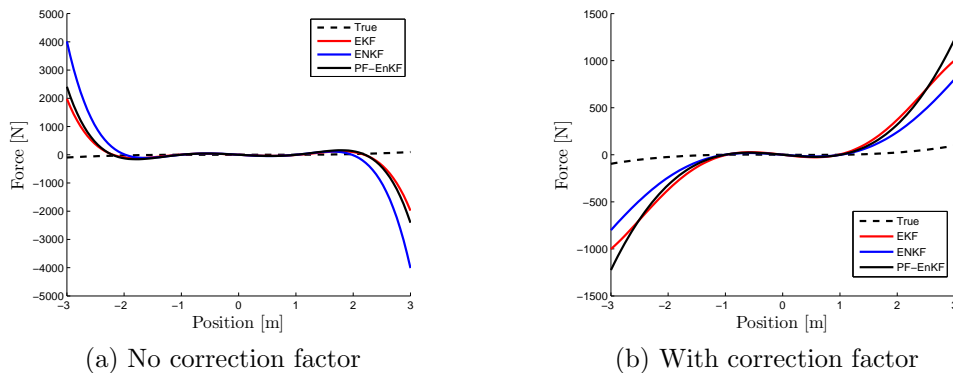 True
EKF
ENKF
PF−EnKF
5000
4000
3000
2000
1000
0
−1000
−2000
−3000
−4000
−5000
Force [N]
−3 −2 −1 0 1 2 3
Position [m]
(a) No correction factor
1500
1000
500
0
−500
−1000
−1500
Force [N]
True
EKF
ENKF
PF−EnKF
−3 −2 −1 0 1 2 3
Position [m]
(b) With correction factor